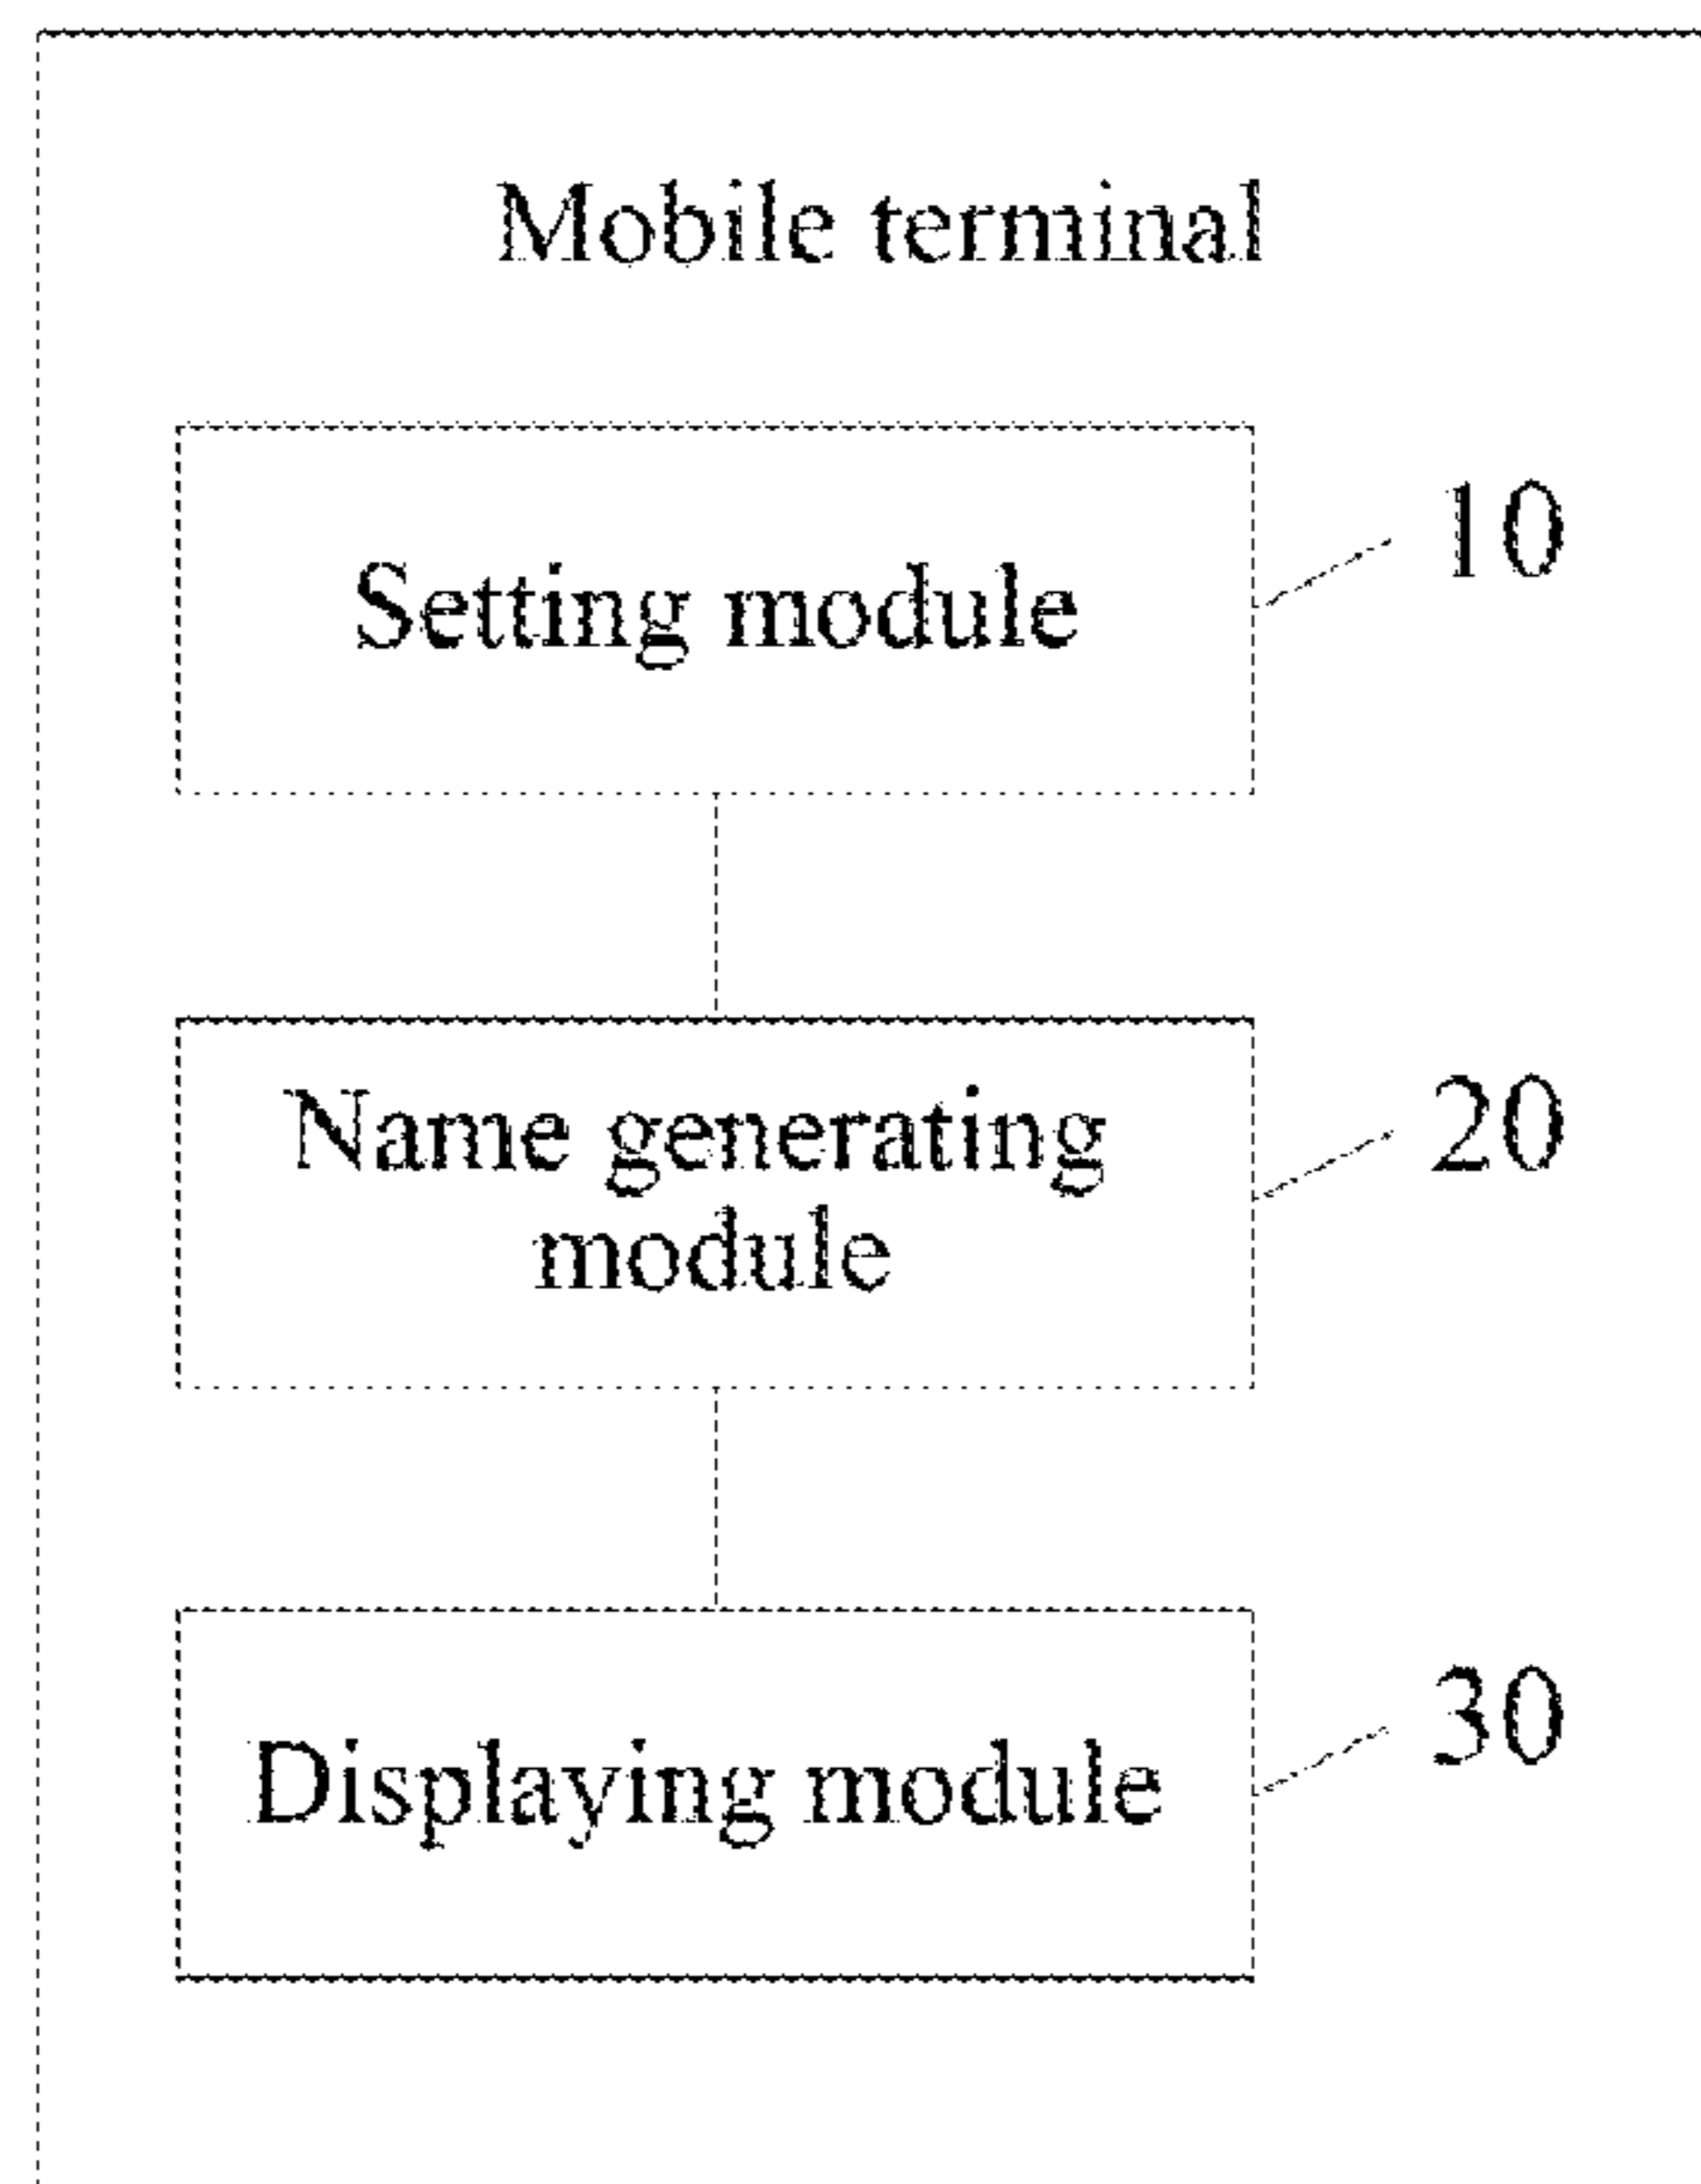 Mobile terminal
Setting module
10
Name generating
module
20
Displaying module
30